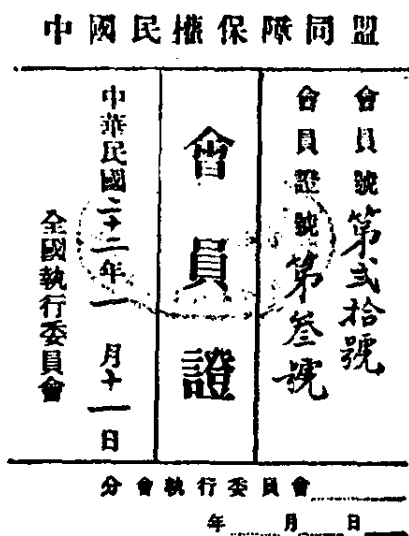 中國民權保障同盟
會員號第弍拾號
會員證號第叁號
會員證
中華民國二十二年一月十一日
全國執行委員會
分會執行委員會
年 月 日